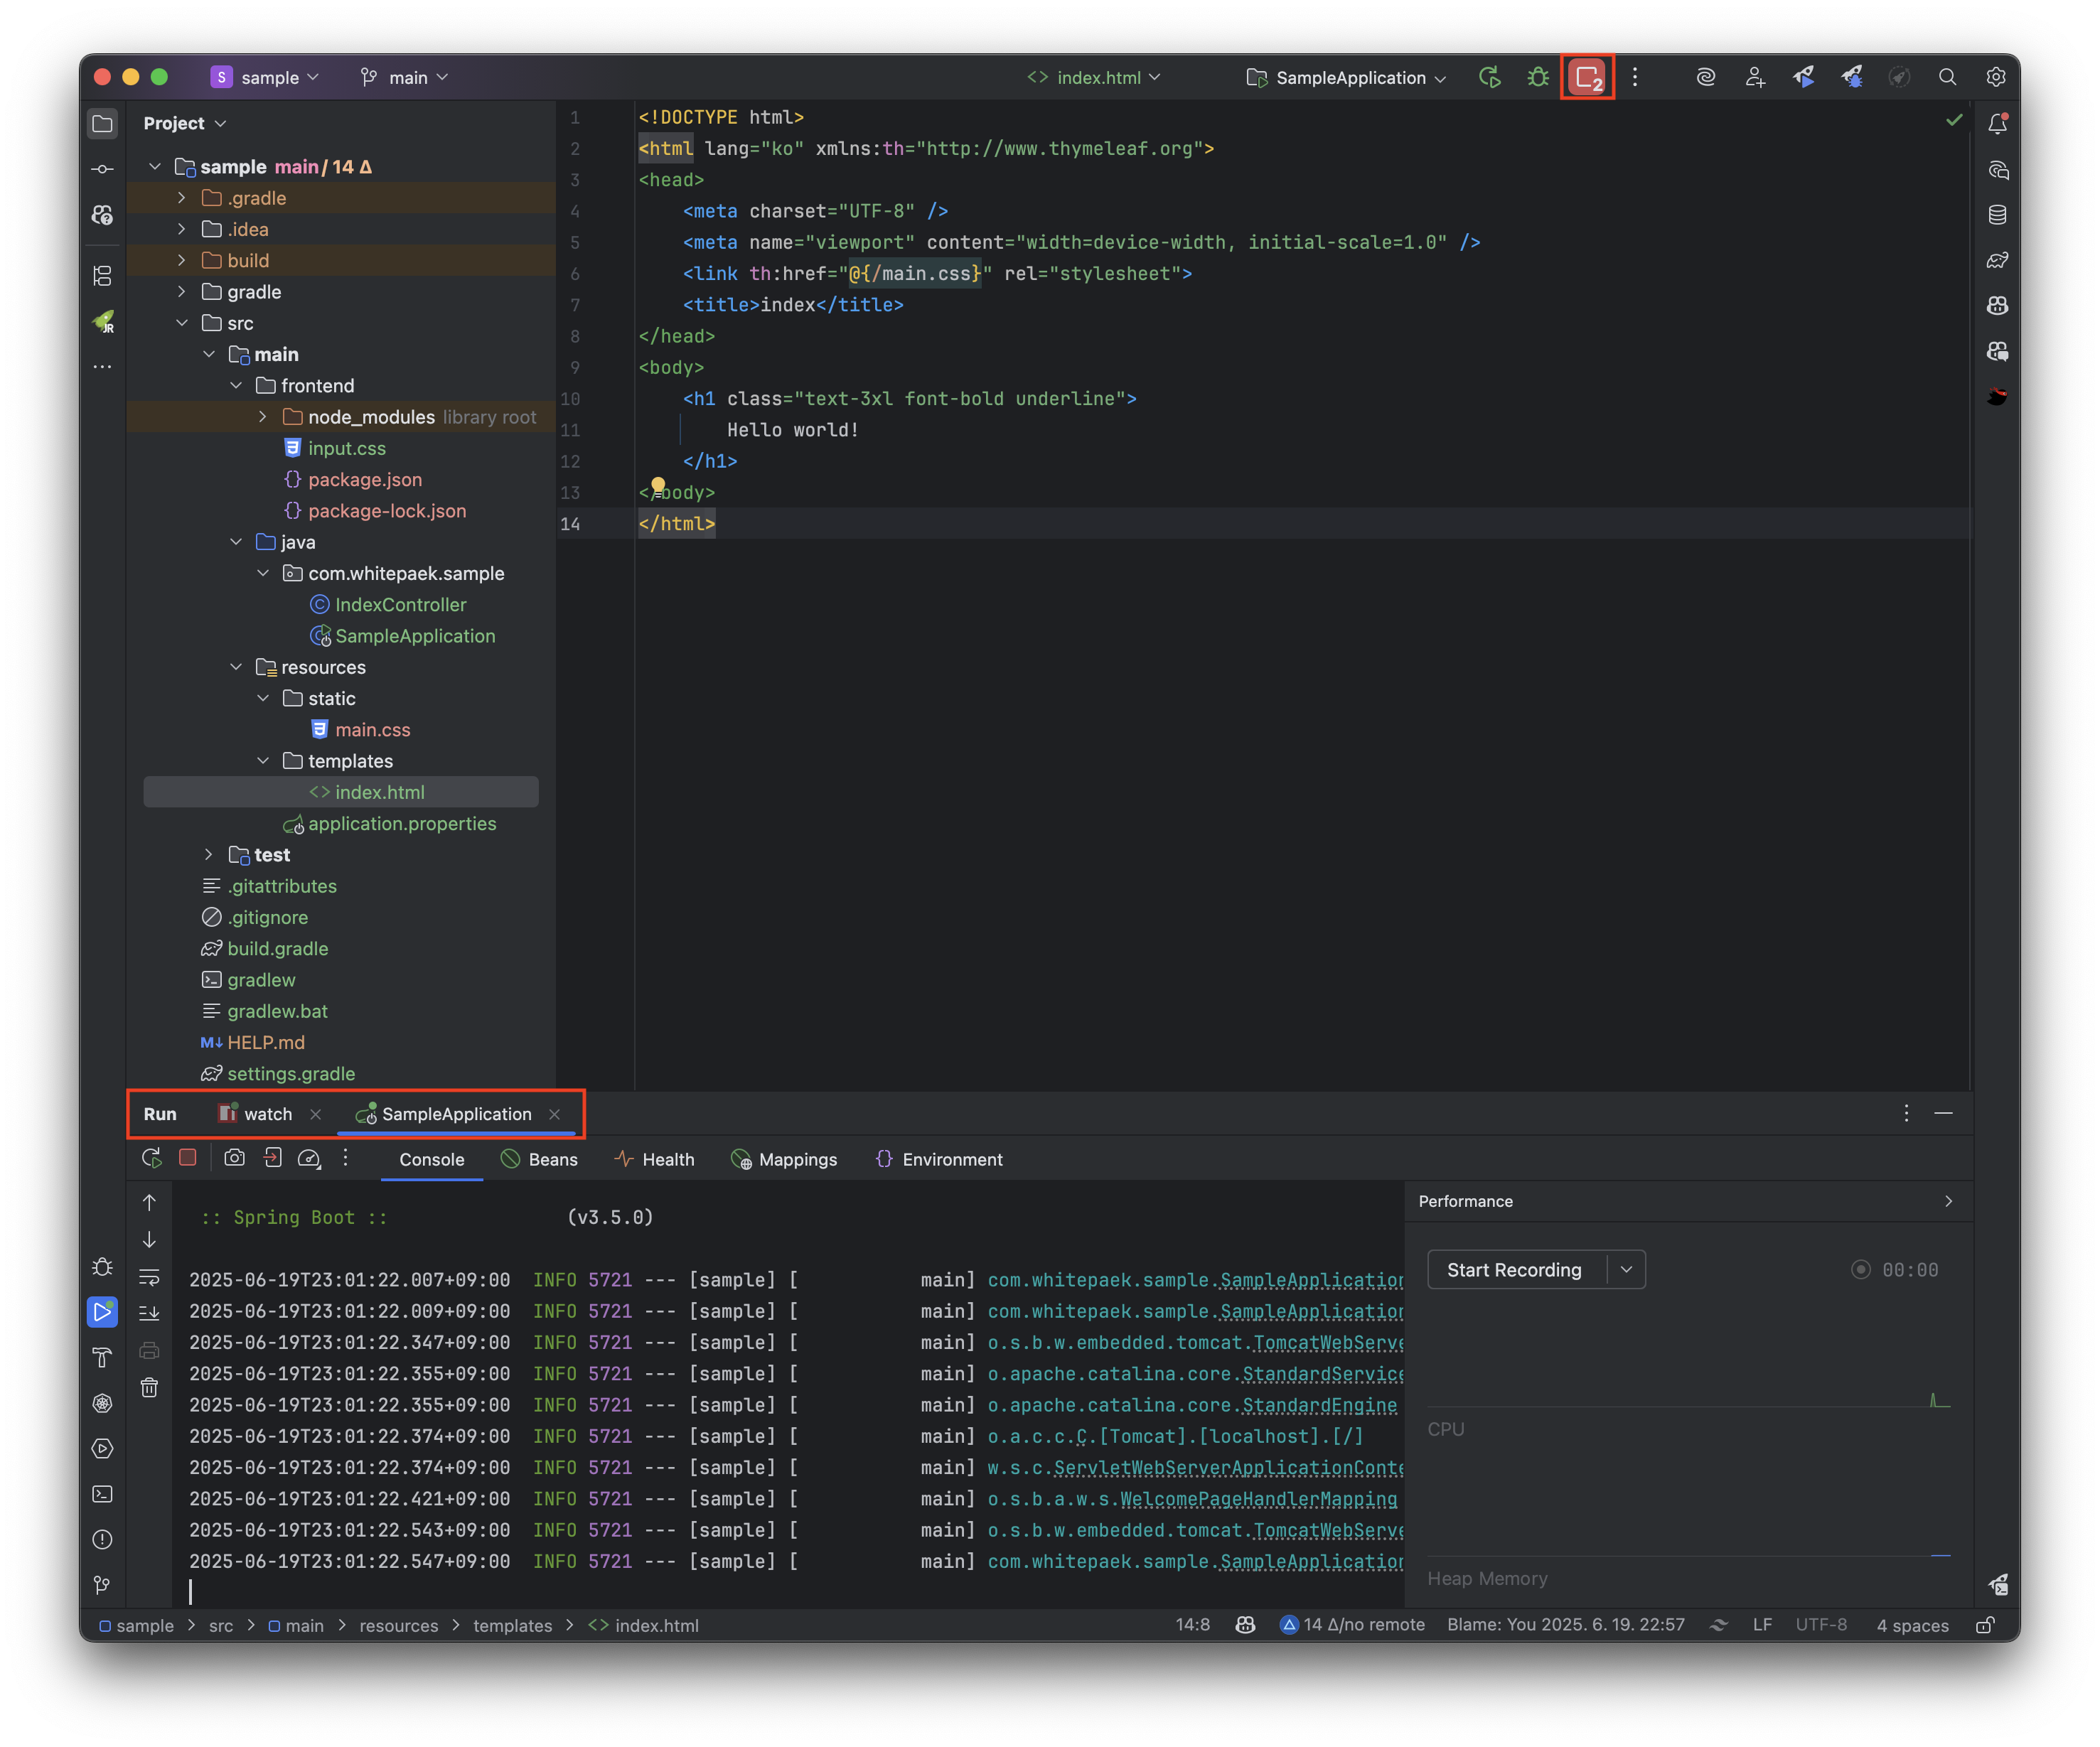 S sample
main
index.html
SampleApplication
2
Project
sample main / 14 Δ
.gradle
.idea
build
gradle
src
main
frontend
node_modules library root
input.css
package.json
package-lock.json
java
com.whitepaek.sample
IndexController
SampleApplication
resources
static
main.css
templates
index.html
application.properties
test
.gitattributes
.gitignore
build.gradle
gradlew
gradlew.bat
M↓ HELP.md
settings.gradle
1 <!DOCTYPE html>
2 <html lang="ko" xmlns:th="http://www.thymeleaf.org">
3 <head>
4 <meta charset="UTF-8" />
5 <meta name="viewport" content="width=device-width, initial-scale=1.0" />
6 <link th:href="@{/main.css}" rel="stylesheet">
7 <title>index</title>
8 </head>
9 <body>
10 <h1 class="text-3xl font-bold underline">
11 Hello world!
12 </h1>
13 </body>
14 </html>
Run watch SampleApplication
Console Beans Health Mappings Environment
:: Spring Boot :: (v3.5.0)
2025-06-19T23:01:22.007+09:00 INFO 5721 --- [sample] [ main] com.whitepaek.sample.SampleApplication
2025-06-19T23:01:22.009+09:00 INFO 5721 --- [sample] [ main] com.whitepaek.sample.SampleApplication
2025-06-19T23:01:22.347+09:00 INFO 5721 --- [sample] [ main] o.s.b.w.embedded.tomcat.TomcatWebServe
2025-06-19T23:01:22.355+09:00 INFO 5721 --- [sample] [ main] o.apache.catalina.core.StandardService
2025-06-19T23:01:22.355+09:00 INFO 5721 --- [sample] [ main] o.apache.catalina.core.StandardEngine
2025-06-19T23:01:22.374+09:00 INFO 5721 --- [sample] [ main] o.a.c.c.C.[Tomcat].[localhost].[/]
2025-06-19T23:01:22.374+09:00 INFO 5721 --- [sample] [ main] w.s.c.ServletWebServerApplicationConte
2025-06-19T23:01:22.421+09:00 INFO 5721 --- [sample] [ main] o.s.b.a.w.s.WelcomePageHandlerMapping
2025-06-19T23:01:22.543+09:00 INFO 5721 --- [sample] [ main] o.s.b.w.embedded.tomcat.TomcatWebServe
2025-06-19T23:01:22.547+09:00 INFO 5721 --- [sample] [ main] com.whitepaek.sample.SampleApplication
Performance
Start Recording
00:00
CPU
Heap Memory
sample > src > main > resources > templates > index.html
14:8
14 Δ/no remote
Blame: You 2025. 6. 19. 22:57
LF
UTF-8
4 spaces